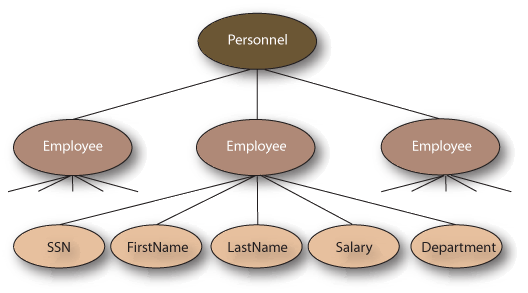 Personnel
Employee
Employee
Employee
SSN
FirstName
LastName
Salary
Department